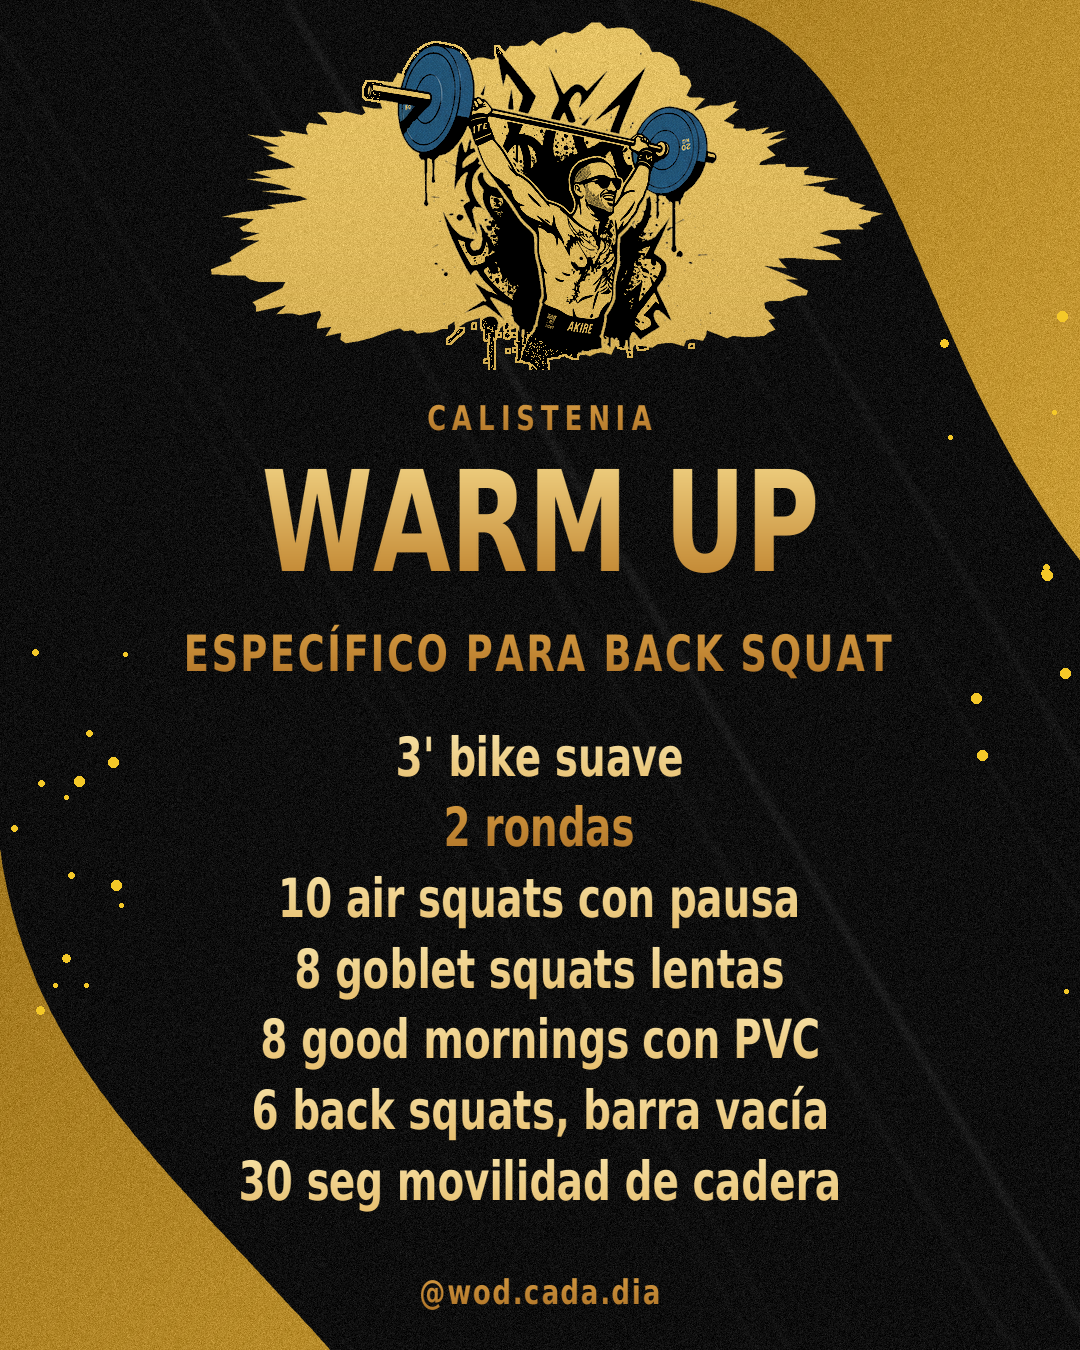 CALISTENIA
WARM UP
ESPECÍFICO PARA BACK SQUAT
3' bike suave
2 rondas
10 air squats con pausa
8 goblet squats lentas
8 good mornings con PVC
6 back squats, barra vacía
30 seg movilidad de cadera
@wod.cada.dia
AKIRE
20